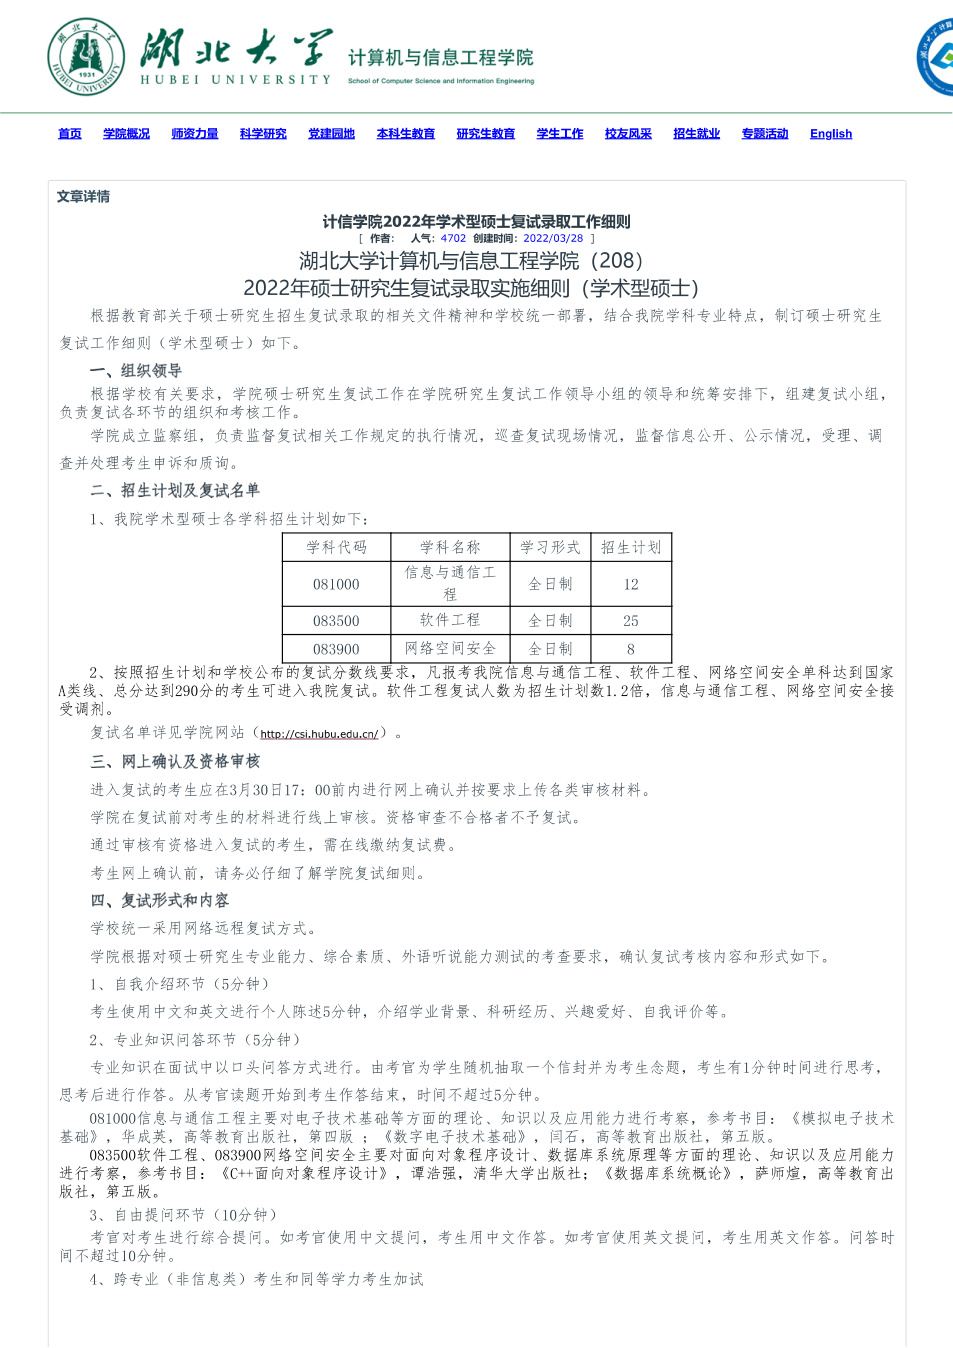 湖北大学
HUBEI UNIVERSITY
计算机与信息工程学院
School of Computer Science and Information Engineering
1931
HUBEI UNIVERSITY
首页 学院概况 师资力量 科学研究 党建园地 本科生教育 研究生教育 学生工作 校友风采 招生就业 专题活动 English
文章详情
计信学院2022年学术型硕士复试录取工作细则
[ 作者： 人气：4702 创建时间：2022/03/28 ]
湖北大学计算机与信息工程学院（208）
2022年硕士研究生复试录取实施细则（学术型硕士）
根据教育部关于硕士研究生招生复试录取的相关文件精神和学校统一部署，结合我院学科专业特点，制订硕士研究生
复试工作细则（学术型硕士）如下。
一、组织领导
根据学校有关要求，学院硕士研究生复试工作在学院研究生复试工作领导小组的领导和统筹安排下，组建复试小组，
负责复试各环节的组织和考核工作。
学院成立监察组，负责监督复试相关工作规定的执行情况，巡查复试现场情况，监督信息公开、公示情况，受理、调
查并处理考生申诉和质询。
二、招生计划及复试名单
1、我院学术型硕士各学科招生计划如下：
学科代码 学科名称 学习形式 招生计划
081000 信息与通信工程 全日制 12
083500 软件工程 全日制 25
083900 网络空间安全 全日制 8
2、按照招生计划和学校公布的复试分数线要求，凡报考我院信息与通信工程、软件工程、网络空间安全单科达到国家
A类线、总分达到290分的考生可进入我院复试。软件工程复试人数为招生计划数1.2倍，信息与通信工程、网络空间安全接
受调剂。
复试名单详见学院网站（http://csi.hubu.edu.cn/）。
三、网上确认及资格审核
进入复试的考生应在3月30日17：00前内进行网上确认并按要求上传各类审核材料。
学院在复试前对考生的材料进行线上审核。资格审查不合格者不予复试。
通过审核有资格进入复试的考生，需在线缴纳复试费。
考生网上确认前，请务必仔细了解学院复试细则。
四、复试形式和内容
学校统一采用网络远程复试方式。
学院根据对硕士研究生专业能力、综合素质、外语听说能力测试的考查要求，确认复试考核内容和形式如下。
1、自我介绍环节（5分钟）
考生使用中文和英文进行个人陈述5分钟，介绍学业背景、科研经历、兴趣爱好、自我评价等。
2、专业知识问答环节（5分钟）
专业知识在面试中以口头问答方式进行。由考官为学生随机抽取一个信封并为考生念题，考生有1分钟时间进行思考，
思考后进行作答。从考官读题开始到考生作答结束，时间不超过5分钟。
081000信息与通信工程主要对电子技术基础等方面的理论、知识以及应用能力进行考察，参考书目：《模拟电子技术
基础》，华成英，高等教育出版社，第四版 ；《数字电子技术基础》，闫石，高等教育出版社，第五版。
083500软件工程、083900网络空间安全主要对面向对象程序设计、数据库系统原理等方面的理论、知识以及应用能力
进行考察，参考书目：《C++面向对象程序设计》，谭浩强，清华大学出版社；《数据库系统概论》，萨师煊，高等教育出
版社，第五版。
3、自由提问环节（10分钟）
考官对考生进行综合提问。如考官使用中文提问，考生用中文作答。如考官使用英文提问，考生用英文作答。问答时
间不超过10分钟。
4、跨专业（非信息类）考生和同等学力考生加试